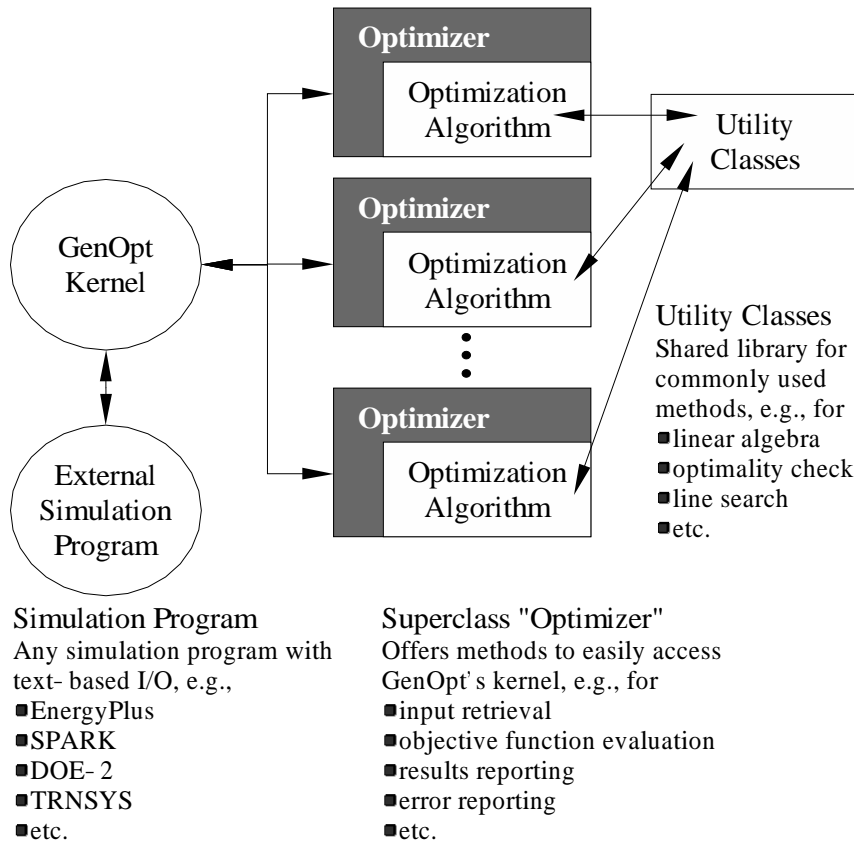 Optimizer
Optimization
Algorithm
Utility
Classes
Optimizer
Optimization
Algorithm
GenOpt
Kernel
Optimizer
Optimization
Algorithm
External
Simulation
Program
Utility Classes
Shared library for
commonly used
methods, e.g., for
linear algebra
optimality check
line search
etc.
Simulation Program
Any simulation program with
text- based I/O, e.g.,
EnergyPlus
SPARK
DOE- 2
TRNSYS
etc.
Superclass "Optimizer"
Offers methods to easily access
GenOpt's kernel, e.g., for
input retrieval
objective function evaluation
results reporting
error reporting
etc.